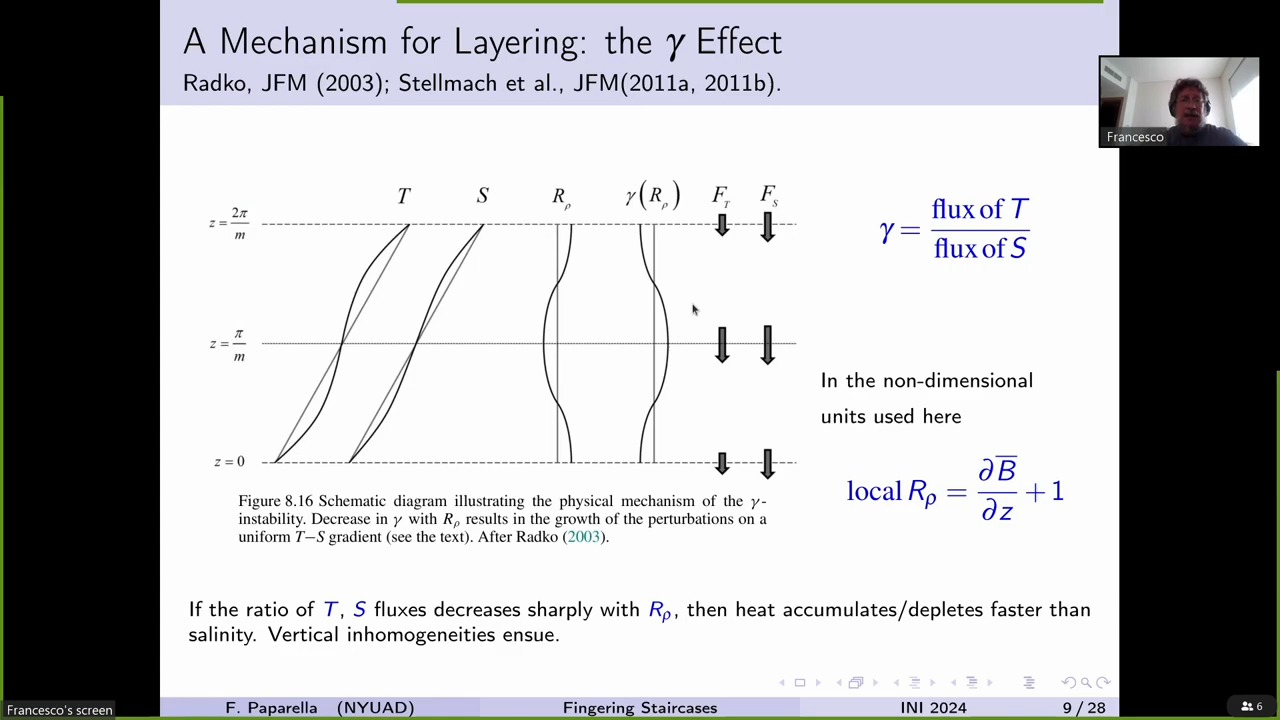 A Mechanism for Layering: the γ Effect
Radko, JFM (2003); Stellmach et al., JFM(2011a, 2011b).
Francesco
T S R_ρ γ(R_ρ) F_T F_S
z = 2π/m
z = π/m
z = 0
γ = flux of T / flux of S
In the non-dimensional
units used here
local R_ρ = ∂B̅/∂z + 1
Figure 8.16 Schematic diagram illustrating the physical mechanism of the γ-
instability. Decrease in γ with R_ρ results in the growth of the perturbations on a
uniform T−S gradient (see the text). After Radko (2003).
If the ratio of T, S fluxes decreases sharply with R_ρ, then heat accumulates/depletes faster than
salinity. Vertical inhomogeneities ensue.
F. Paparella (NYUAD) Fingering Staircases INI 2024 9 / 28
Francesco's screen
6